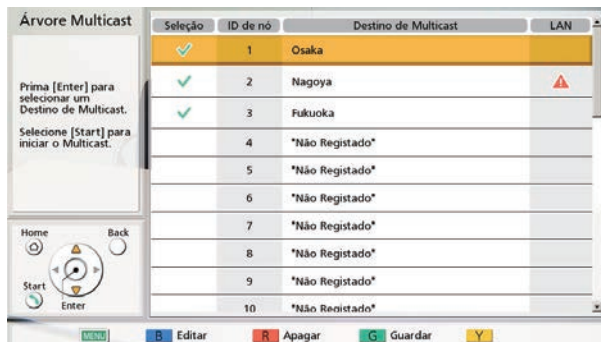 Árvore Multicast
Prima [Enter] para
selecionar um
Destino de Multicast.
Selecione [Start] para
iniciar o Multicast.
Home
Back
Start
Enter
Seleção ID de nó Destino de Multicast LAN
1 Osaka
2 Nagoya
3 Fukuoka
4 *Não Registado*
5 *Não Registado*
6 *Não Registado*
7 *Não Registado*
8 *Não Registado*
9 *Não Registado*
10 *Não Registado*
MENU B Editar R Apagar G Guardar Y